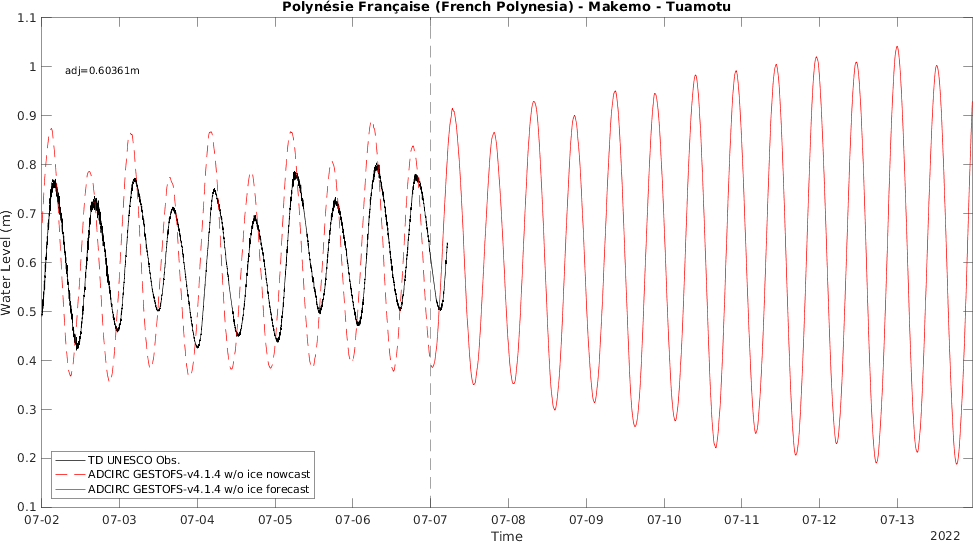 Polynésie Française (French Polynesia) - Makemo - Tuamotu
1.1
1
0.9
0.8
0.7
0.6
0.5
0.4
0.3
0.2
0.1
Water Level (m)
adj=0.60361m
TD UNESCO Obs.
ADCIRC GESTOFS-v4.1.4 w/o ice nowcast
ADCIRC GESTOFS-v4.1.4 w/o ice forecast
07-02 07-03 07-04 07-05 07-06 07-07 07-08 07-09 07-10 07-11 07-12 07-13
Time
2022